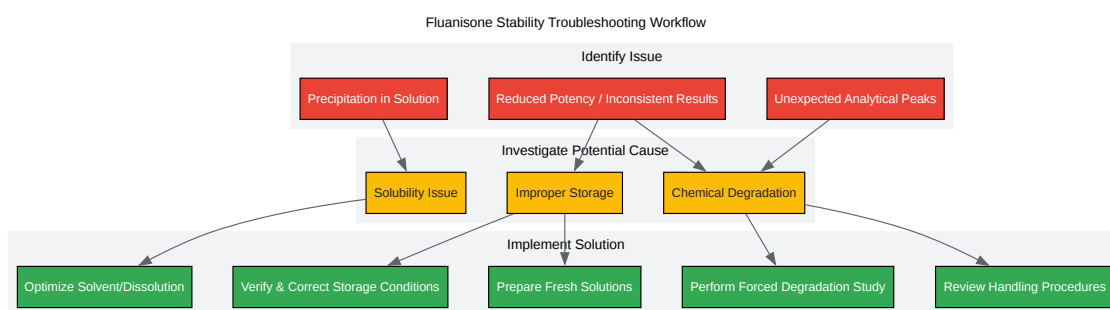 Fluanisone Stability Troubleshooting Workflow
Identify Issue
Precipitation in Solution
Reduced Potency / Inconsistent Results
Unexpected Analytical Peaks
Investigate Potential Cause
Solubility Issue
Improper Storage
Chemical Degradation
Implement Solution
Optimize Solvent/Dissolution
Verify & Correct Storage Conditions
Prepare Fresh Solutions
Perform Forced Degradation Study
Review Handling Procedures